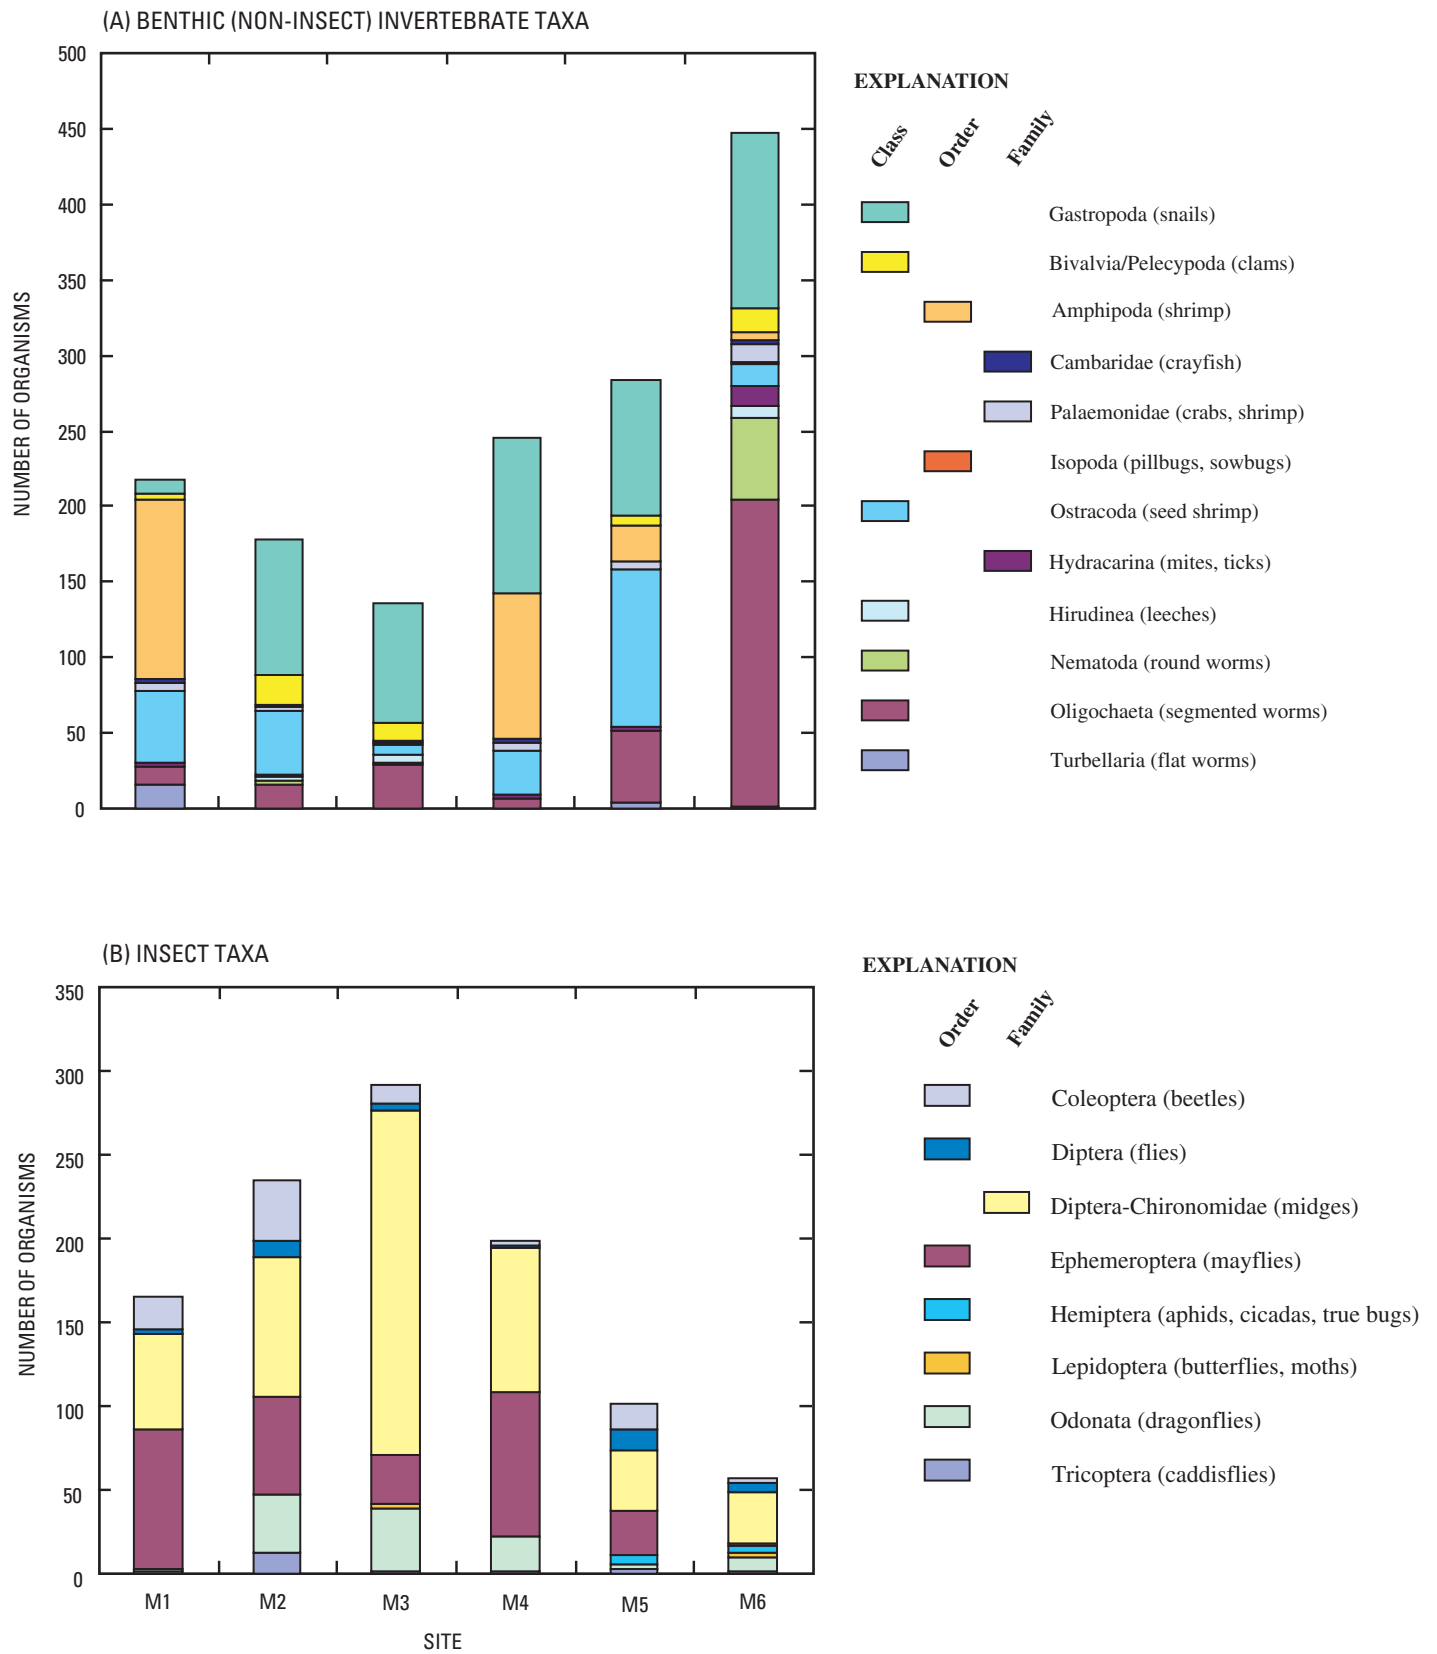 (A) BENTHIC (NON-INSECT) INVERTEBRATE TAXA
500
450
400
350
300
250
200
150
100
50
0
NUMBER OF ORGANISMS
EXPLANATION
Class
Order
Family
Gastropoda (snails)
Bivalvia/Pelecypoda (clams)
Amphipoda (shrimp)
Cambaridae (crayfish)
Palaemonidae (crabs, shrimp)
Isopoda (pillbugs, sowbugs)
Ostracoda (seed shrimp)
Hydracarina (mites, ticks)
Hirudinea (leeches)
Nematoda (round worms)
Oligochaeta (segmented worms)
Turbellaria (flat worms)
(B) INSECT TAXA
350
300
250
200
150
100
50
0
NUMBER OF ORGANISMS
M1 M2 M3 M4 M5 M6
SITE
EXPLANATION
Order
Family
Coleoptera (beetles)
Diptera (flies)
Diptera-Chironomidae (midges)
Ephemeroptera (mayflies)
Hemiptera (aphids, cicadas, true bugs)
Lepidoptera (butterflies, moths)
Odonata (dragonflies)
Tricoptera (caddisflies)